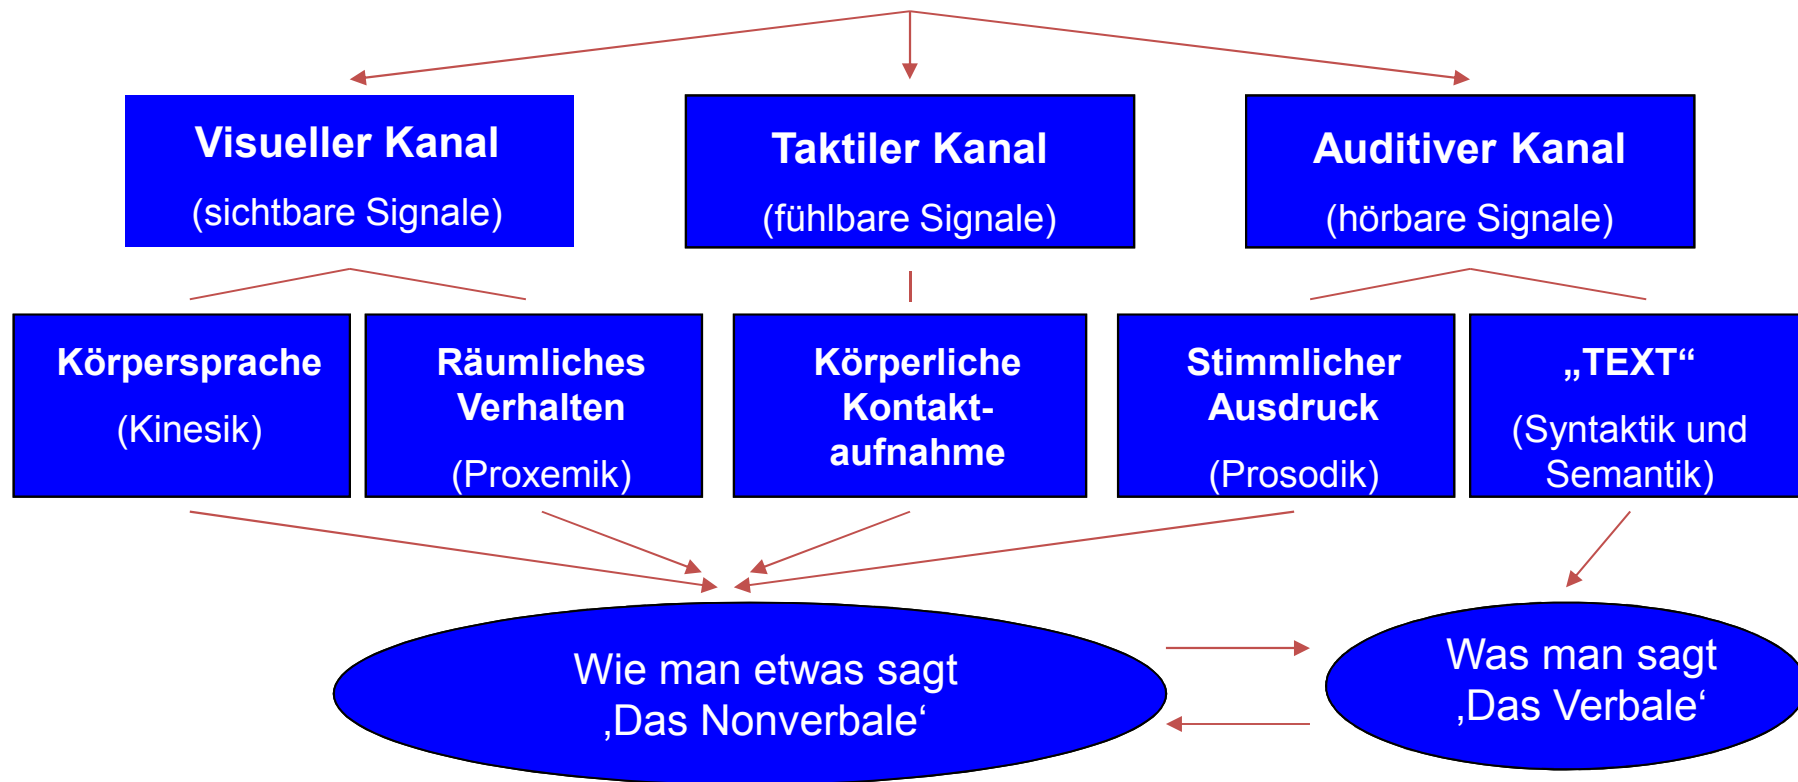 Visueller Kanal
(sichtbare Signale)
Taktiler Kanal
(fühlbare Signale)
Auditiver Kanal
(hörbare Signale)
Körpersprache
(Kinesik)
Räumliches
Verhalten
(Proxemik)
Körperliche
Kontakt-
aufnahme
Stimmlicher
Ausdruck
(Prosodik)
„TEXT“
(Syntaktik und
Semantik)
Wie man etwas sagt
‚Das Nonverbale‘
Was man sagt
‚Das Verbale‘